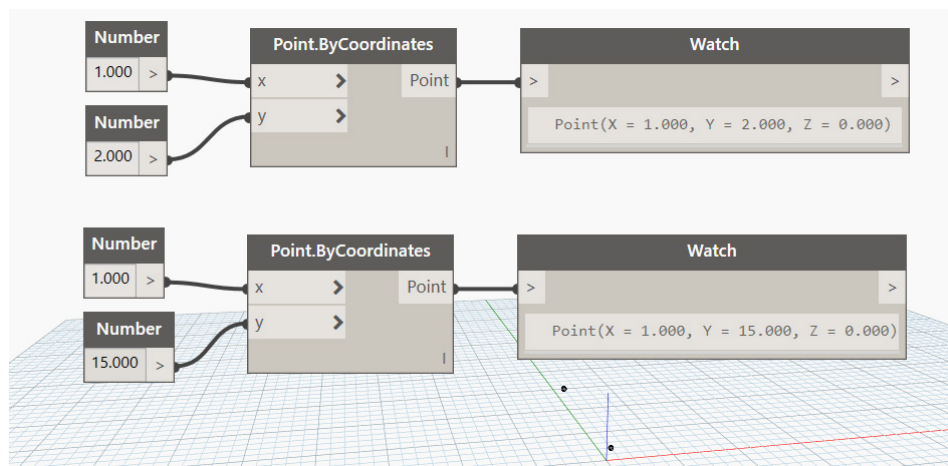 Number
1.000 >
Number
2.000 >
Point.ByCoordinates
x > Point
y >
I
Watch
> >
Point(X = 1.000, Y = 2.000, Z = 0.000)
Number
1.000 >
Number
15.000 >
Point.ByCoordinates
x > Point
y >
I
Watch
> >
Point(X = 1.000, Y = 15.000, Z = 0.000)